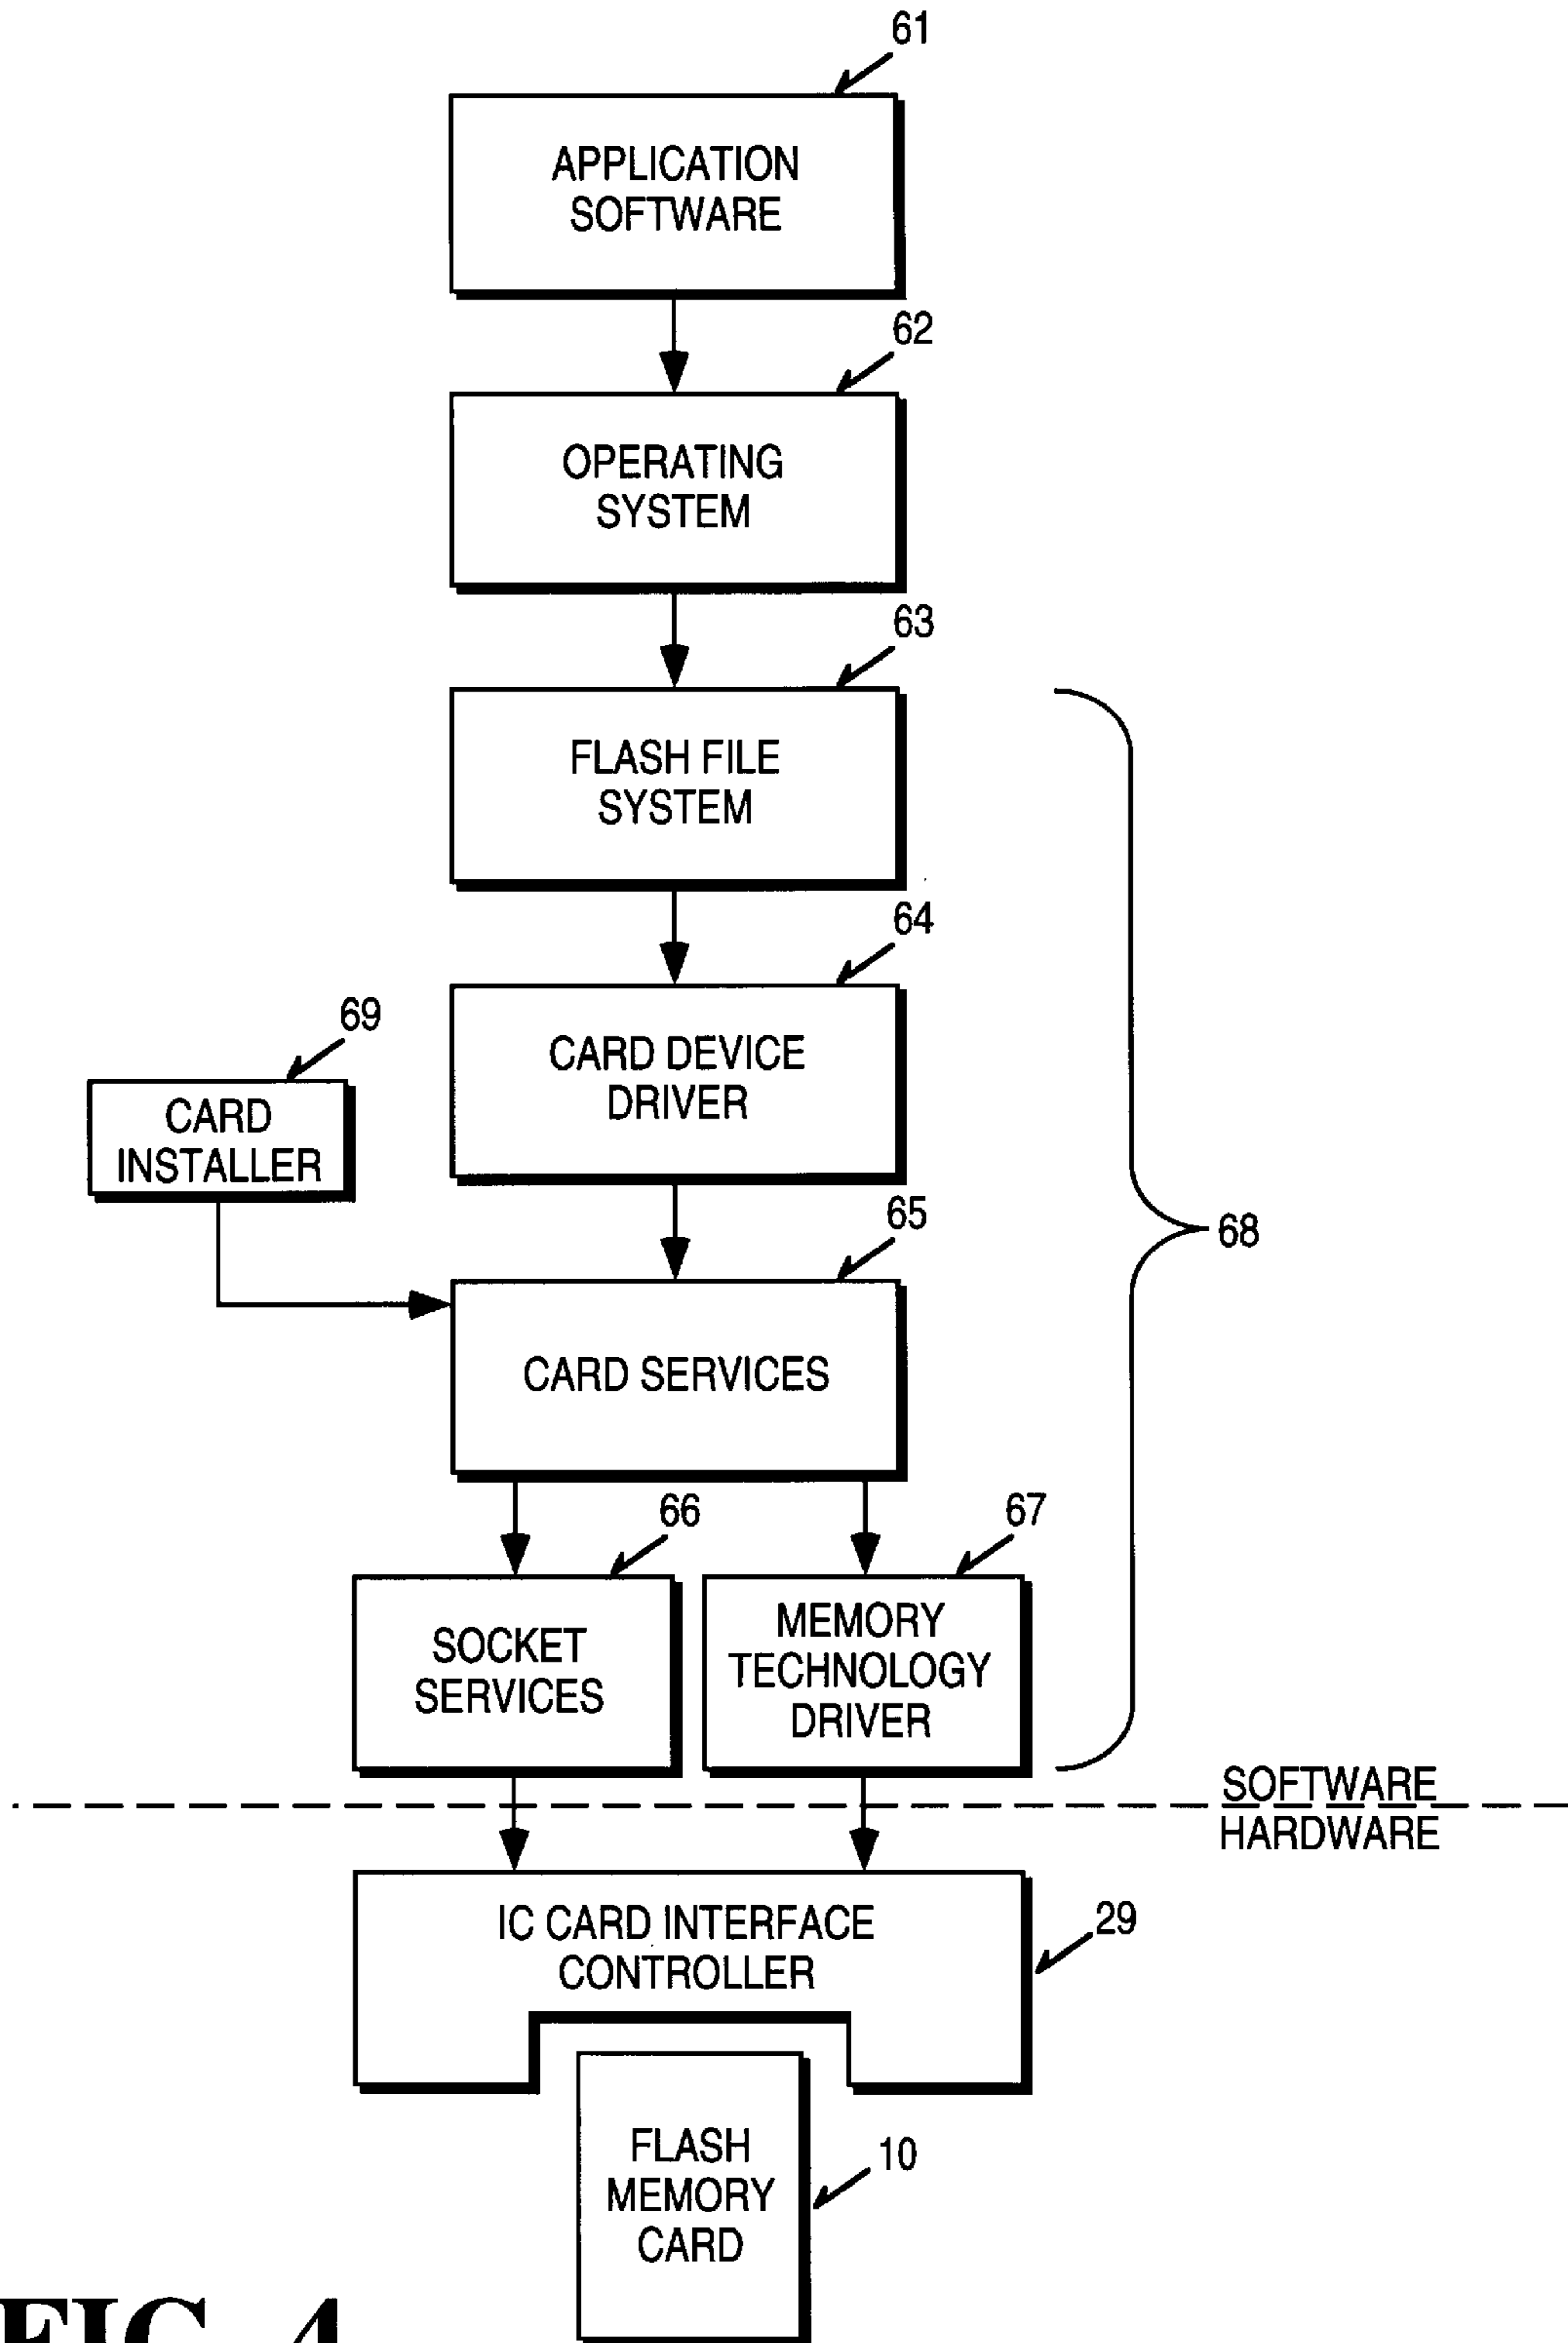 61
APPLICATION
SOFTWARE
62
OPERATING
SYSTEM
63
FLASH FILE
SYSTEM
64
CARD DEVICE
DRIVER
69
CARD
INSTALLER
65
CARD SERVICES
68
66
67
SOCKET
SERVICES
MEMORY
TECHNOLOGY
DRIVER
SOFTWARE
HARDWARE
IC CARD INTERFACE
CONTROLLER
29
FLASH
MEMORY
CARD
10
FIG. 4